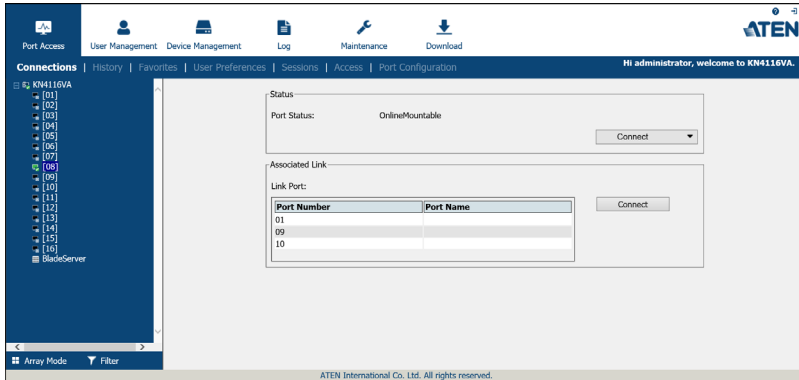 ATEN
Port Access
User Management
Device Management
Log
Maintenance
Download
Connections | History | Favorites | User Preferences | Sessions | Access | Port Configuration
Hi administrator, welcome to KN4116VA.
KN4116VA
[01]
[02]
[03]
[04]
[05]
[06]
[07]
[08]
[09]
[10]
[11]
[12]
[13]
[14]
[15]
[16]
BladeServer
Array Mode
Filter
Status
Port Status: OnlineMountable
Connect
Associated Link
Link Port:
Port Number Port Name
01
09
10
Connect
ATEN International Co. Ltd. All rights reserved.